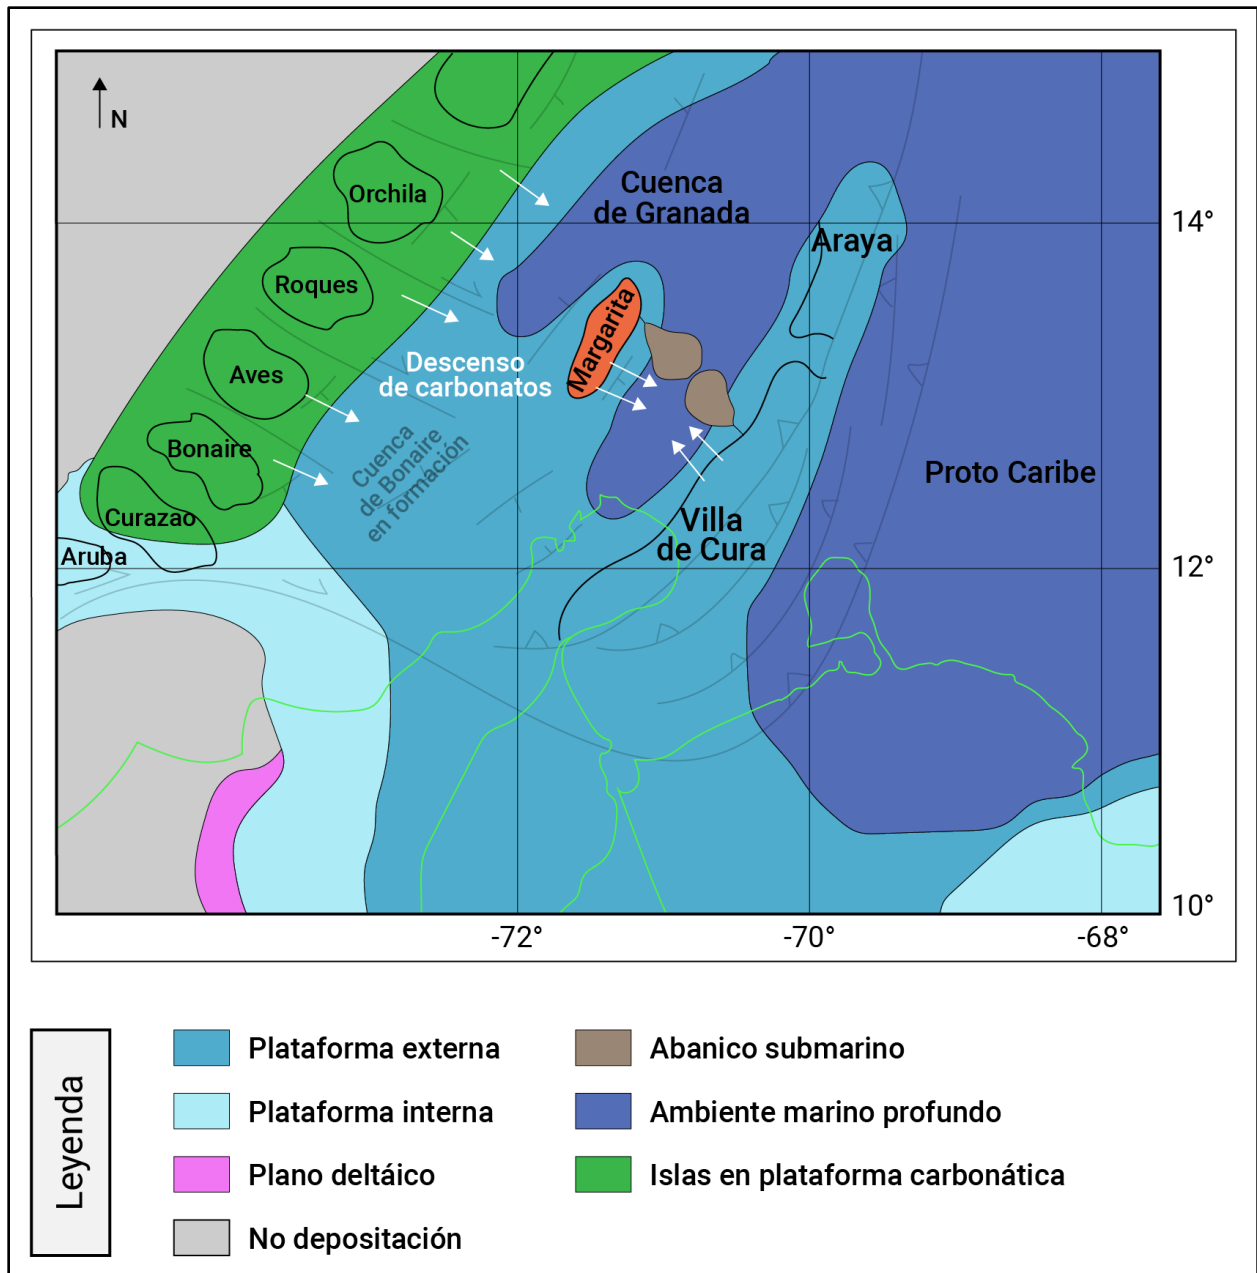 N
Orchila
Cuenca
de Granada
14°
Araya
Roques
Margarita
Descenso
de carbonatos
Aves
Cuenca
de Bonaire
en formación
Bonaire
Proto Caribe
Curazao
Villa
de Cura
Aruba
12°
10°
-72°
-70°
-68°
Leyenda
Plataforma externa
Plataforma interna
Plano deltáico
No depositación
Abanico submarino
Ambiente marino profundo
Islas en plataforma carbonática